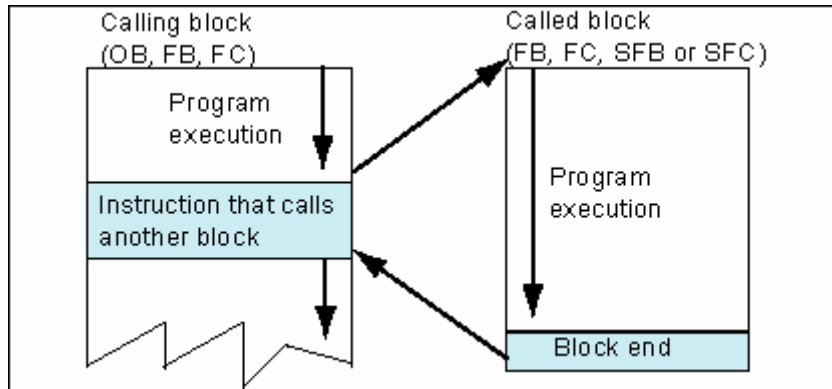 Calling block
(OB, FB, FC)
Program
execution
Instruction that calls
another block
Called block
(FB, FC, SFB or SFC)
Program
execution
Block end